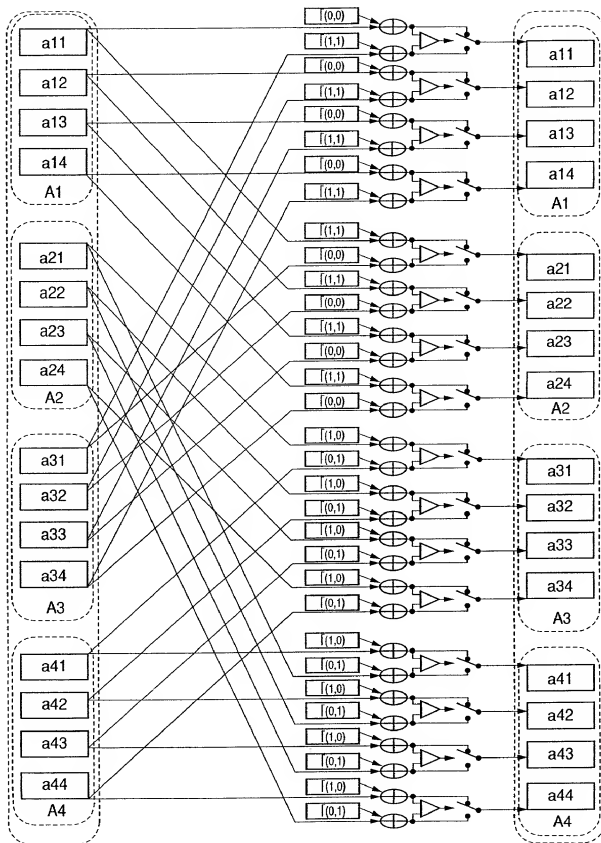 a11
a12
a13
a14
A1
a21
a22
a23
a24
A2
a31
a32
a33
a34
A3
a41
a42
a43
a44
A4
Γ(0,0)
Γ(1,1)
Γ(0,0)
Γ(1,1)
Γ(0,0)
Γ(1,1)
Γ(0,0)
Γ(1,1)
Γ(1,1)
Γ(0,0)
Γ(1,1)
Γ(0,0)
Γ(1,1)
Γ(0,0)
Γ(1,1)
Γ(0,0)
Γ(1,0)
Γ(0,1)
Γ(1,0)
Γ(0,1)
Γ(1,0)
Γ(0,1)
Γ(1,0)
Γ(0,1)
Γ(1,0)
Γ(0,1)
Γ(1,0)
Γ(0,1)
Γ(1,0)
Γ(0,1)
Γ(1,0)
Γ(0,1)
a11
a12
a13
a14
A1
a21
a22
a23
a24
A2
a31
a32
a33
a34
A3
a41
a42
a43
a44
A4